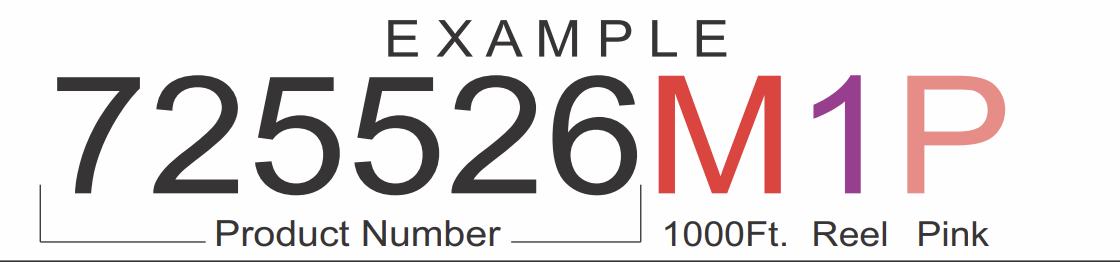 EXAMPLE
725526M1P
Product Number 1000Ft. Reel Pink